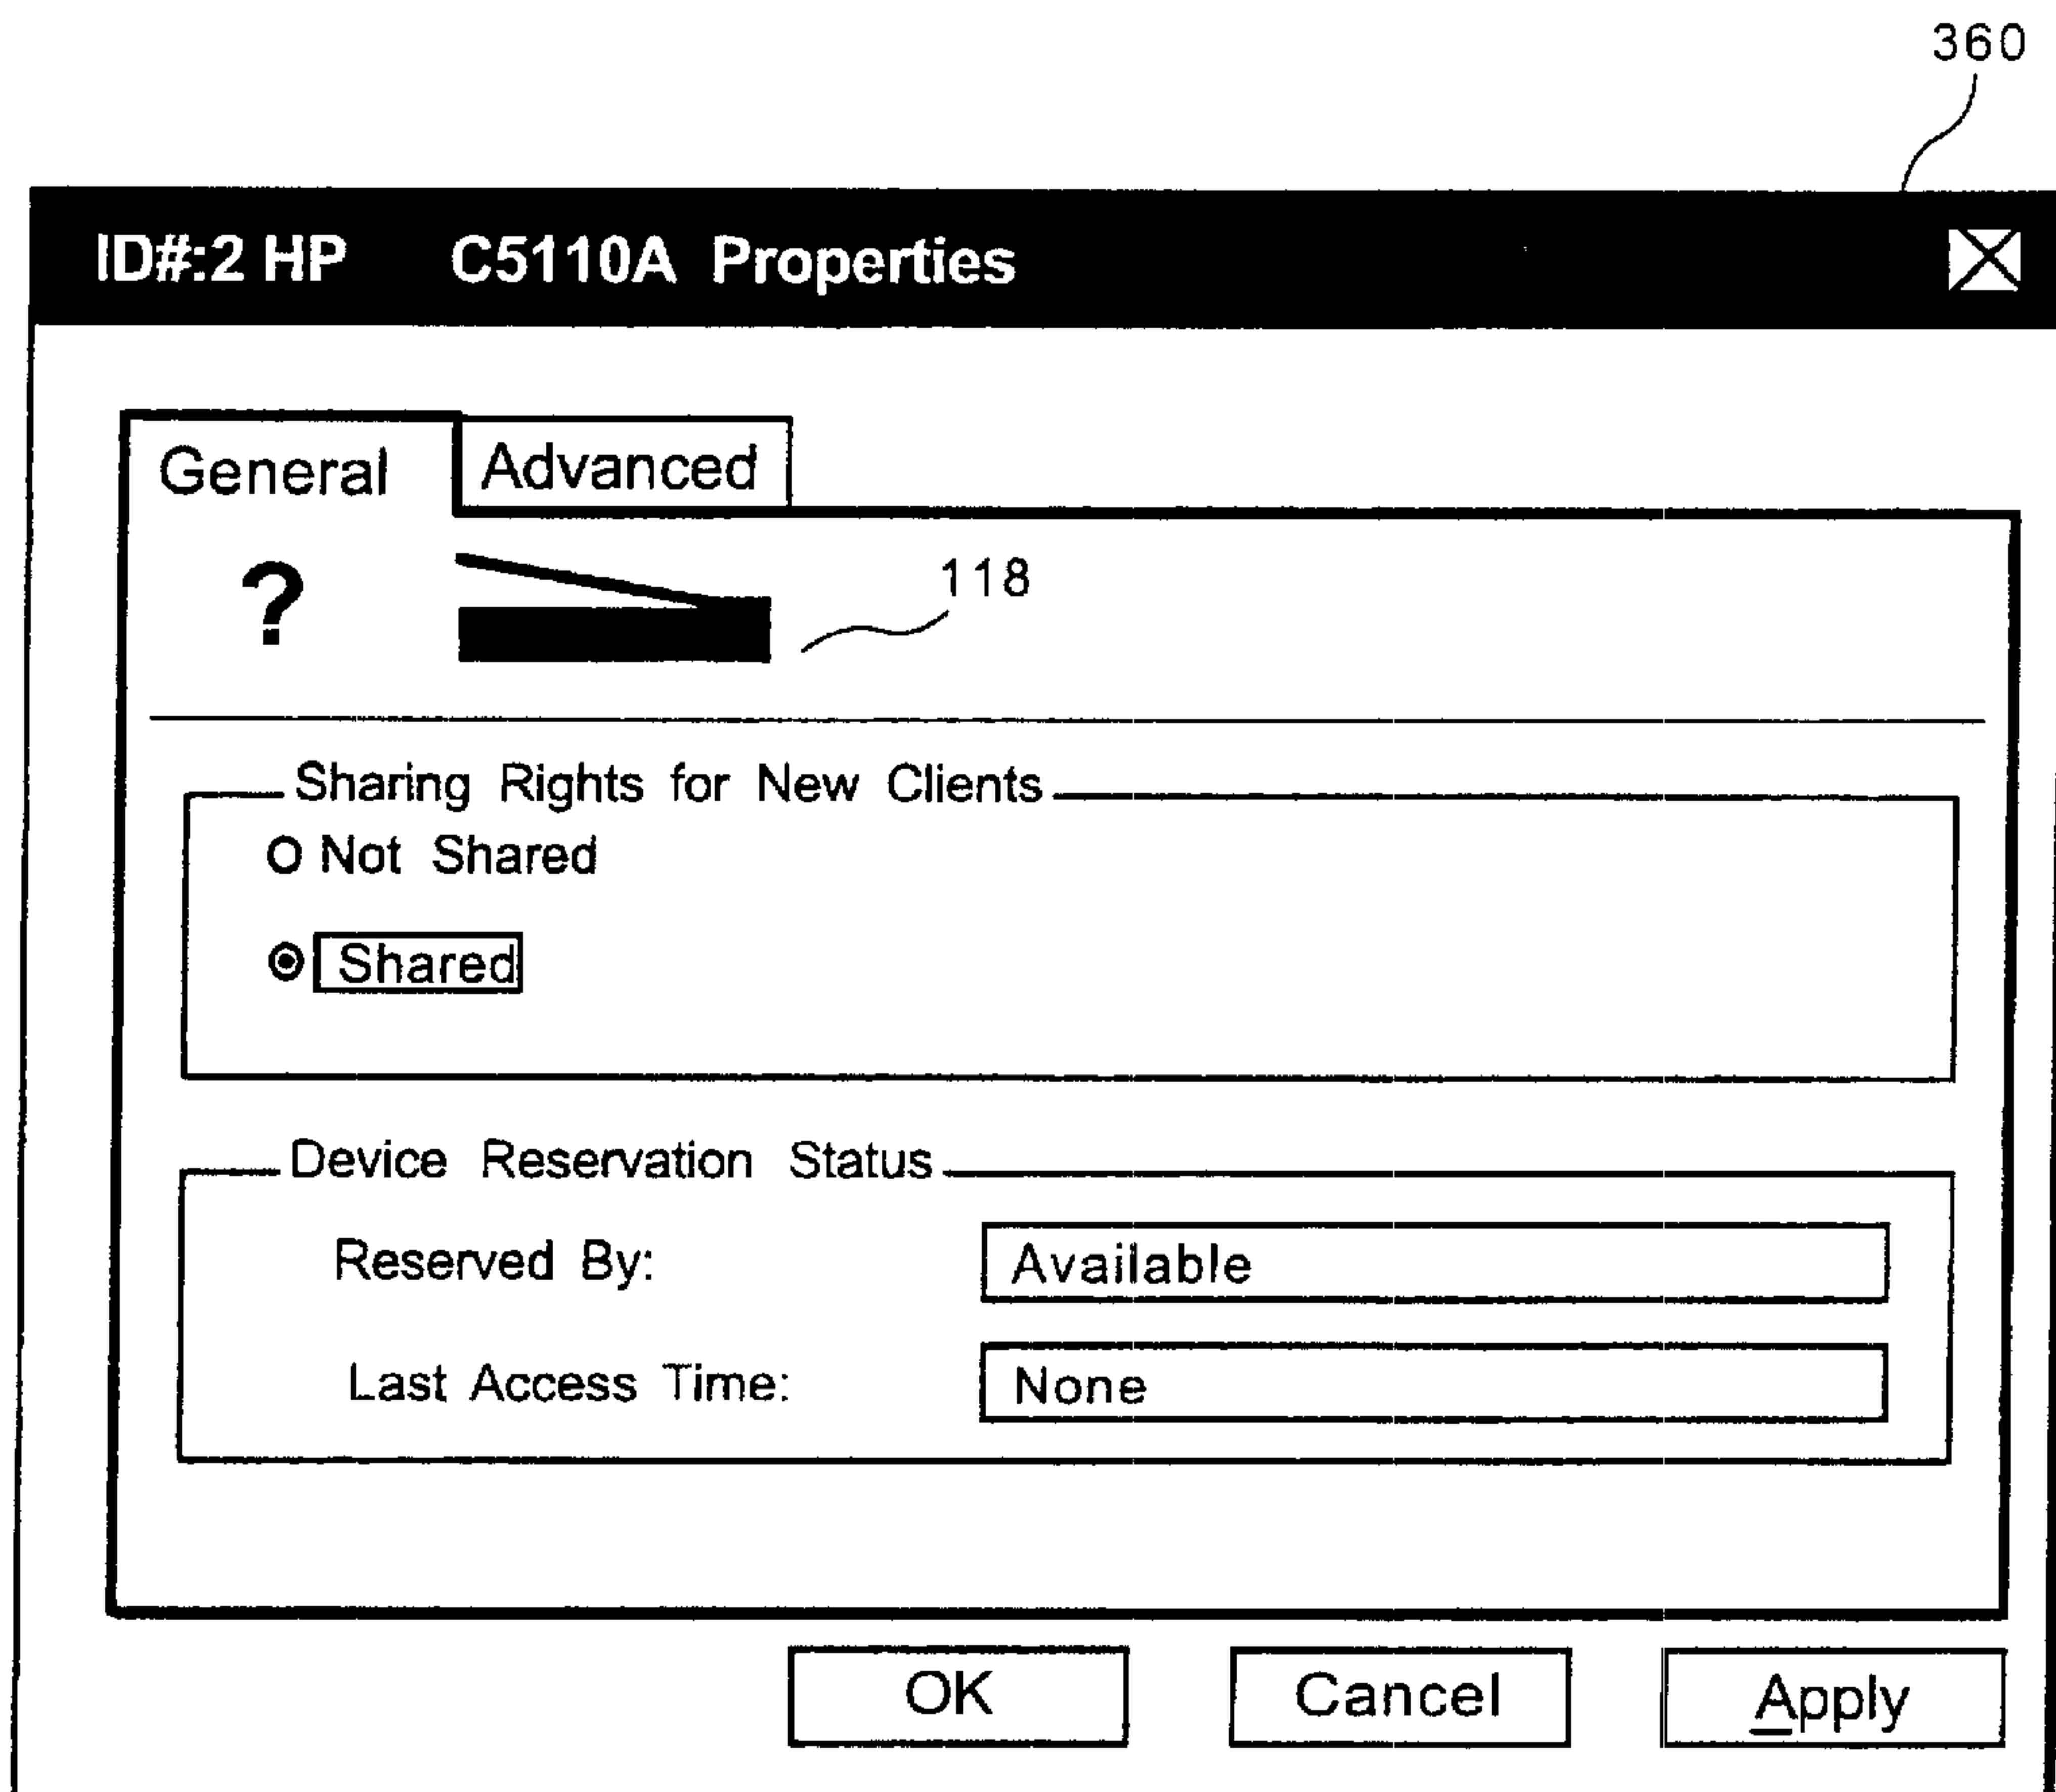 360
ID#:2 HP C5110A Properties
General Advanced
?
118
Sharing Rights for New Clients
Not Shared
Shared
Device Reservation Status
Reserved By: Available
Last Access Time: None
OK Cancel Apply